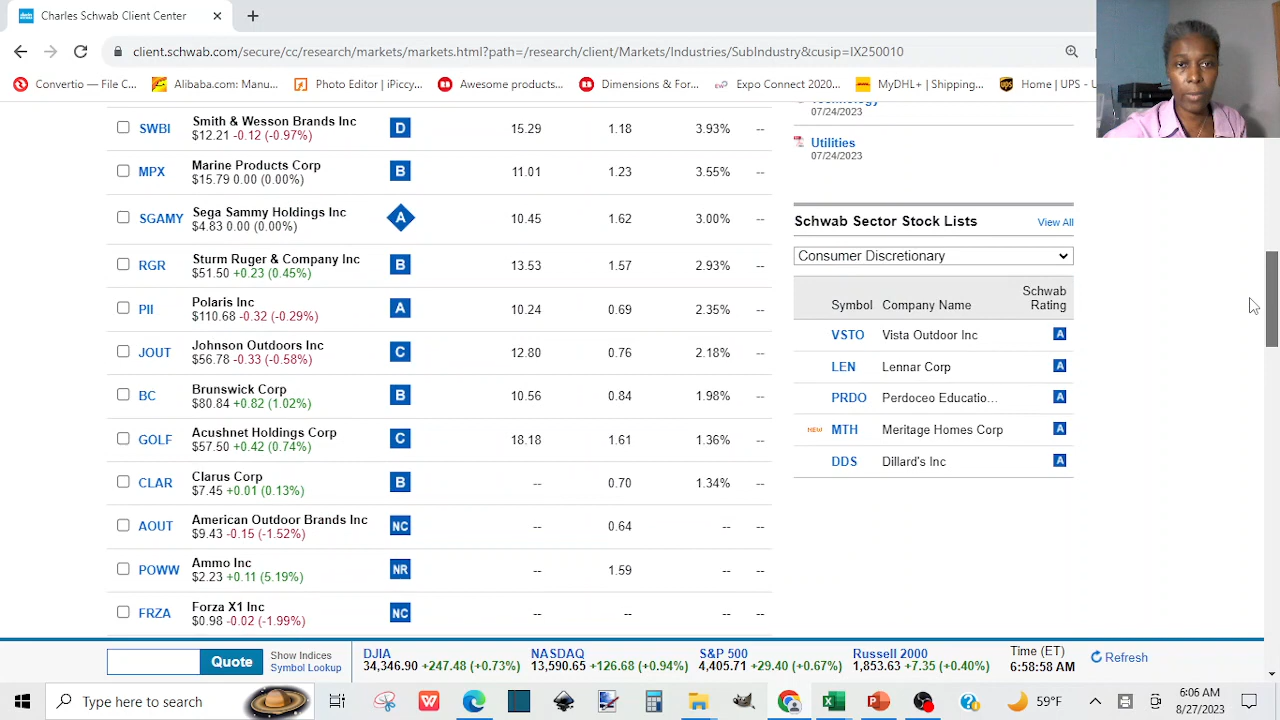 Charles Schwab Client Center
client.schwab.com/secure/cc/research/markets/markets.html?path=/research/client/Markets/Industries/SubIndustry&cusip=IX250010
Convertio — File C... Alibaba.com: Manu... Photo Editor | iPiccy... Awesome products... Dimensions & For... Expo Connect 2020... MyDHL+ | Shipping... Home | UPS - U
SWBI Smith & Wesson Brands Inc D 15.29 1.18 3.93% --
$12.21 -0.12 (-0.97%)
MPX Marine Products Corp B 11.01 1.23 3.55% --
$15.79 0.00 (0.00%)
SGAMY Sega Sammy Holdings Inc A 10.45 1.62 3.00% --
$4.83 0.00 (0.00%)
RGR Sturm Ruger & Company Inc B 13.53 1.57 2.93% --
$51.50 +0.23 (0.45%)
PII Polaris Inc A 10.24 0.69 2.35% --
$110.68 -0.32 (-0.29%)
JOUT Johnson Outdoors Inc C 12.80 0.76 2.18% --
$56.78 -0.33 (-0.58%)
BC Brunswick Corp B 10.56 0.84 1.98% --
$80.84 +0.82 (1.02%)
GOLF Acushnet Holdings Corp C 18.18 1.61 1.36% --
$57.50 +0.42 (0.74%)
CLAR Clarus Corp B -- 0.70 1.34% --
$7.45 +0.01 (0.13%)
AOUT American Outdoor Brands Inc NC -- 0.64 -- --
$9.43 -0.15 (-1.52%)
POWW Ammo Inc NR -- 1.59 -- --
$2.23 +0.11 (5.19%)
FRZA Forza X1 Inc NC -- -- -- --
$0.98 -0.02 (-1.99%)
Technology
07/24/2023
Utilities
07/24/2023
Schwab Sector Stock Lists View All
Consumer Discretionary
Symbol Company Name Schwab Rating
VSTO Vista Outdoor Inc A
LEN Lennar Corp A
PRDO Perdoceo Educatio... A
NEW MTH Meritage Homes Corp A
DDS Dillard's Inc A
Quote
Show Indices
Symbol Lookup
DJIA
34,346.90 +247.48 (+0.73%)
NASDAQ
13,590.65 +126.68 (+0.94%)
S&P 500
4,405.71 +29.40 (+0.67%)
Russell 2000
1,853.63 +7.35 (+0.40%)
Time (ET)
6:58:58 AM
Refresh
Type here to search
59°F
6:06 AM
8/27/2023